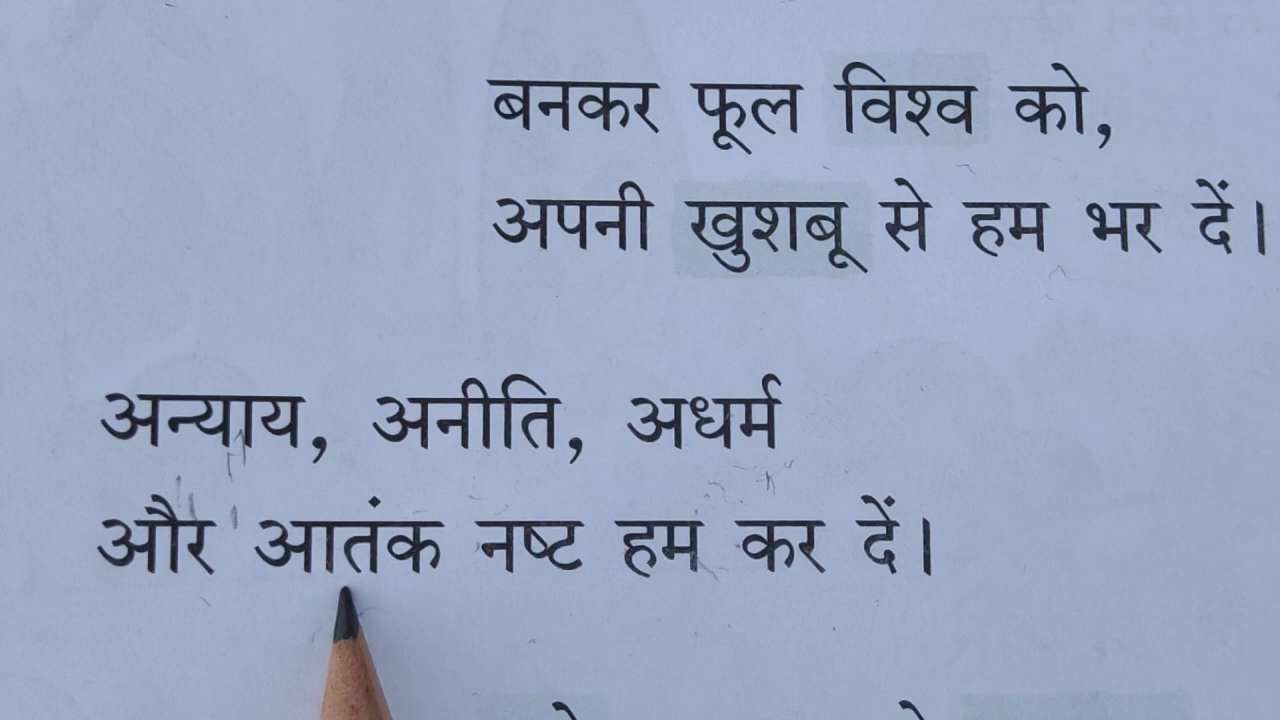 बनकर फूल विश्व को,
अपनी खुशबू से हम भर दें।
अन्याय, अनीति, अधर्म
और आतंक नष्ट हम कर दें।